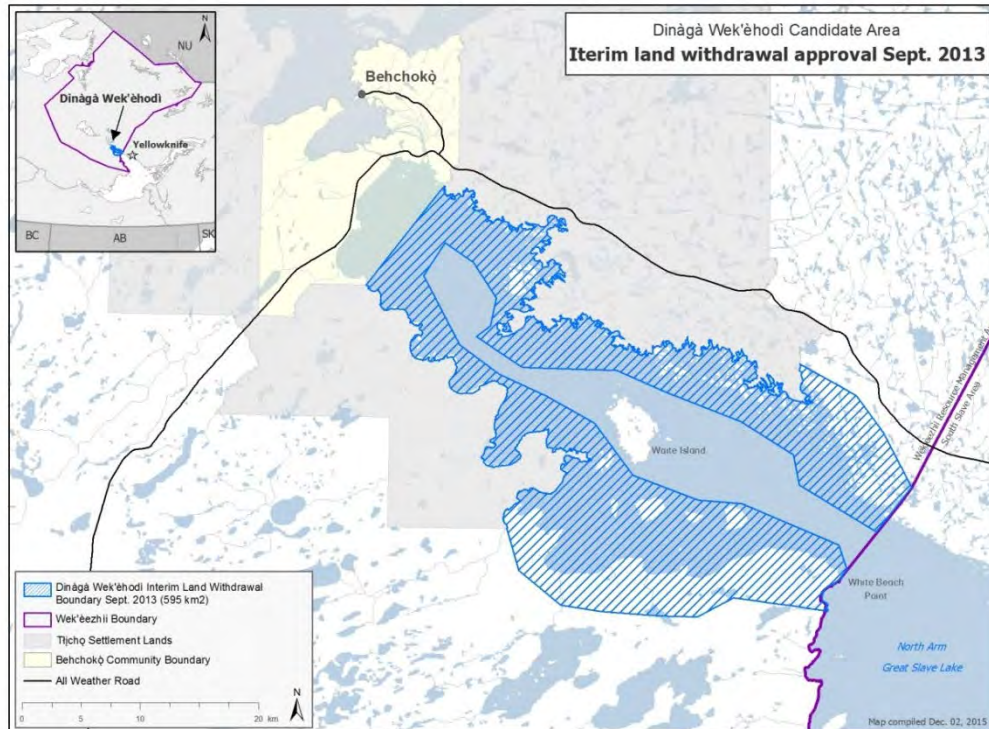 Dinàgà Wek'èhodì Candidate Area
Iterim land withdrawal approval Sept. 2013
N
NU
Dinàgà
Wek'èhodì
Yellowknife
BC
AB
SK
Behchokǫ̀
Waite Island
Wek'èezhii Resource Management Area
South Slave Area
White Beach
Point
North Arm
Great Slave Lake
Dinàgà Wek'èhodì Interim Land Withdrawal
Boundary Sept. 2013 (595 km2)
Wek'èezhii Boundary
Tłįchǫ Settlement Lands
Behchokǫ̀ Community Boundary
All Weather Road
0 5 10 20 km
N
Map compiled Dec. 02, 2015